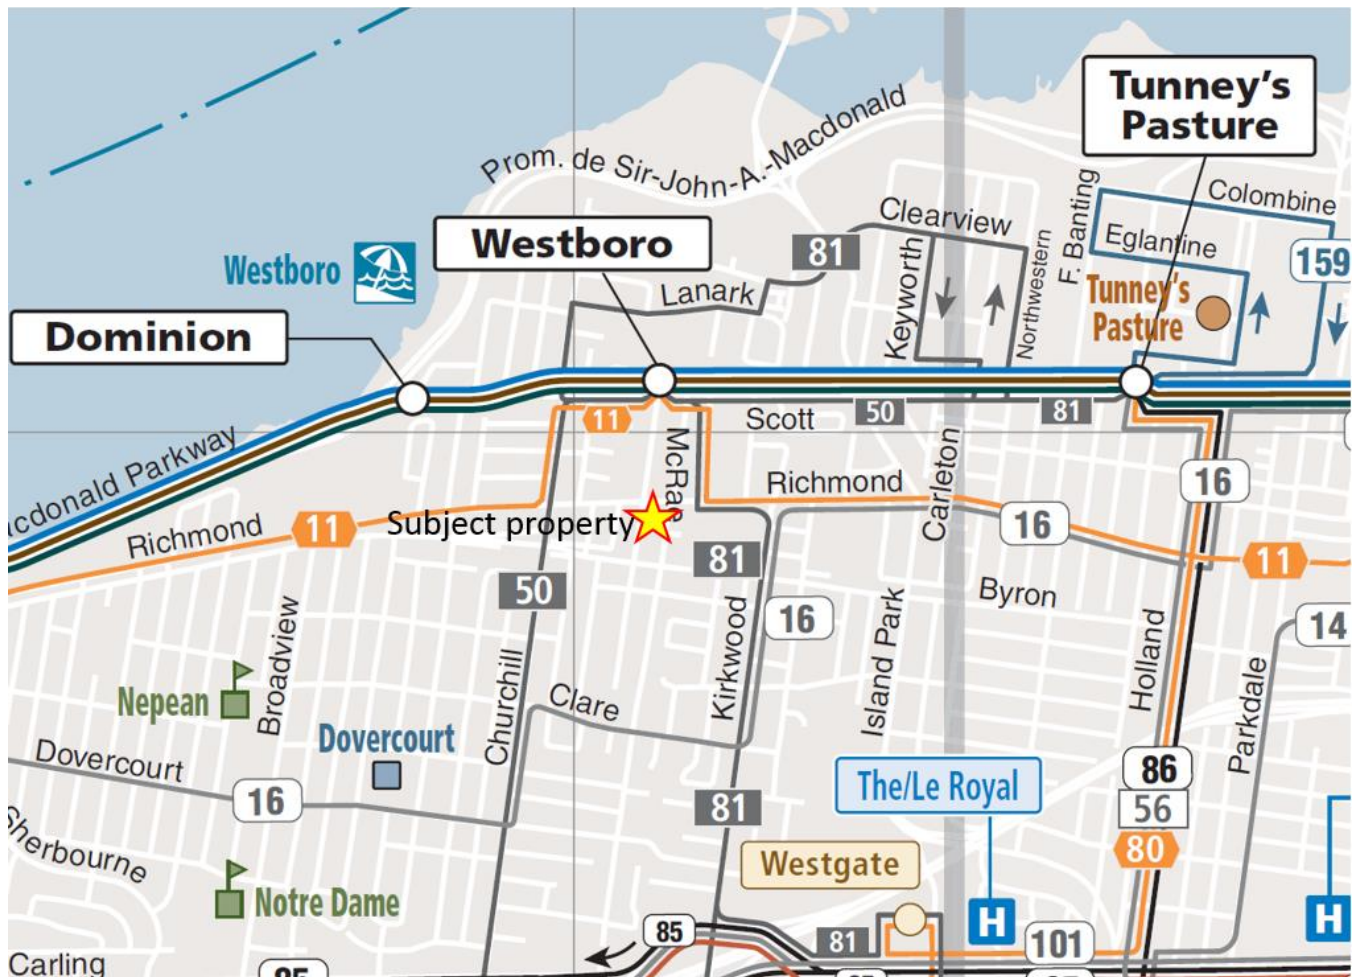 Tunney's
Pasture
Prom. de Sir-John-A.-Macdonald
Colombine
F. Banting
Clearview
Westboro
81
Eglantine
Westboro
159
Keyworth
Northwestern
Tunney's
Pasture
Lanark
Dominion
11
Scott
50
81
McRae
acdonald Parkway
Carleton
16
Richmond
Richmond
11
Subject property
16
81
11
50
Byron
Broadview
16
Kirkwood
Island Park
Holland
14
Churchill
Clare
Parkdale
Nepean
Dovercourt
Dovercourt
16
86
The/Le Royal
56
81
Sherbourne
80
Westgate
Notre Dame
H
H
85
81
101
Carling
85